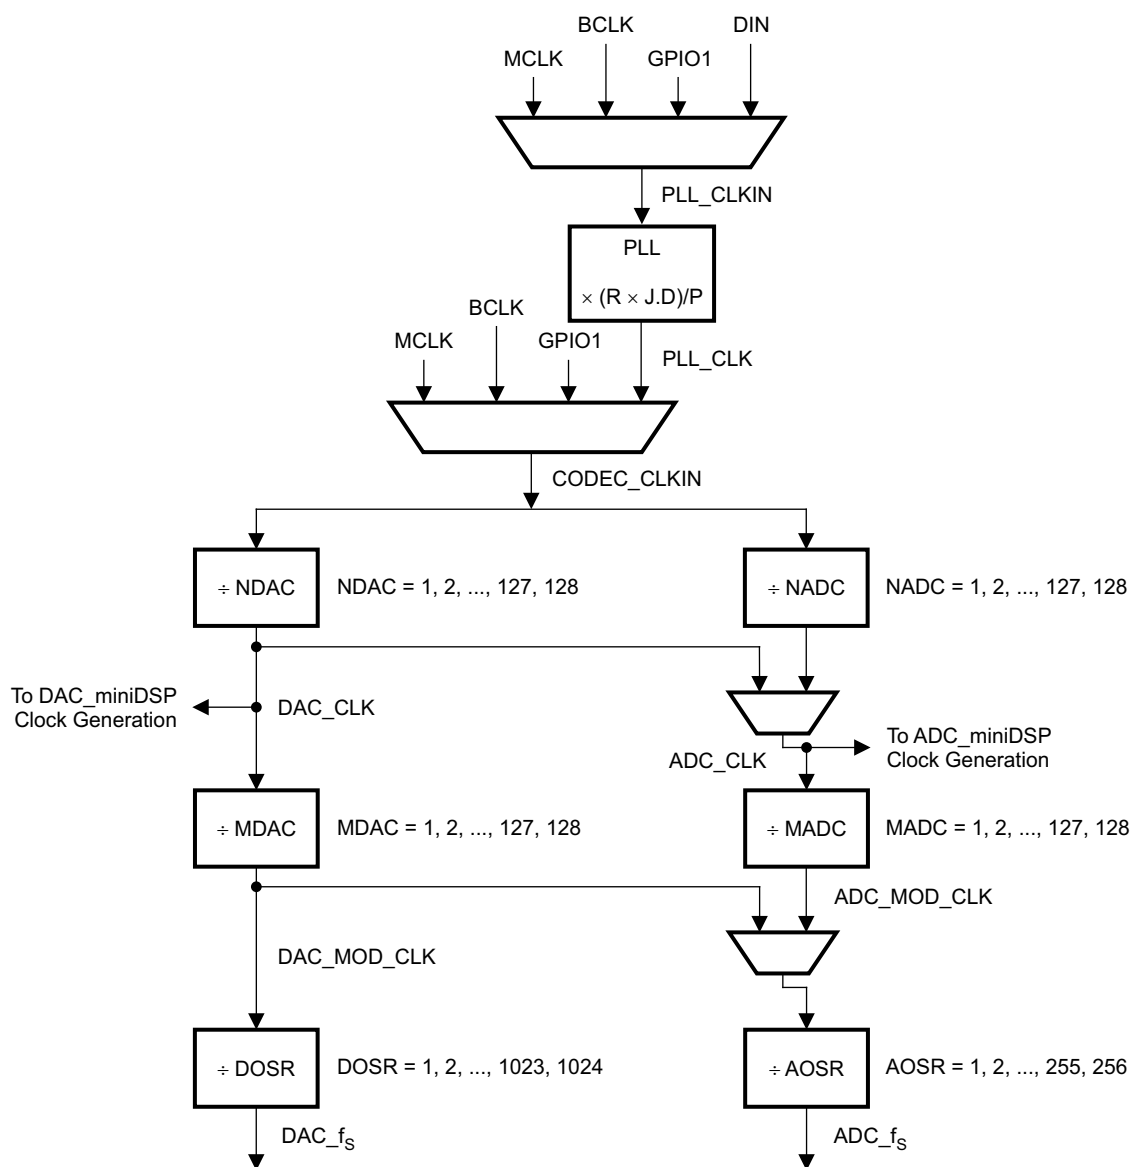 BCLK
DIN
MCLK
GPIO1
PLL_CLKIN
PLL
× (R × J.D)/P
BCLK
MCLK
GPIO1
PLL_CLK
CODEC_CLKIN
÷ NDAC
NDAC = 1, 2, ..., 127, 128
÷ NADC
NADC = 1, 2, ..., 127, 128
To DAC_miniDSP
Clock Generation
DAC_CLK
ADC_CLK
To ADC_miniDSP
Clock Generation
÷ MDAC
MDAC = 1, 2, ..., 127, 128
÷ MADC
MADC = 1, 2, ..., 127, 128
ADC_MOD_CLK
DAC_MOD_CLK
÷ DOSR
DOSR = 1, 2, ..., 1023, 1024
÷ AOSR
AOSR = 1, 2, ..., 255, 256
DAC_fS
ADC_fS